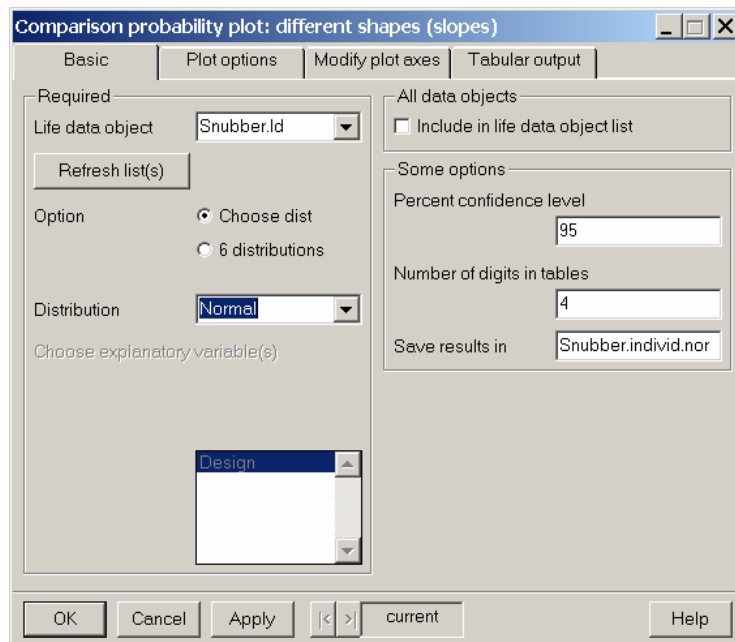 Comparison probability plot: different shapes (slopes)
Basic
Plot options
Modify plot axes
Tabular output
Required
Life data object
Snubber.ld
Refresh list(s)
Option
Choose dist
6 distributions
Distribution
Normal
Choose explanatory variable(s)
Design
All data objects
Include in life data object list
Some options
Percent confidence level
95
Number of digits in tables
4
Save results in
Snubber.individ.nor
OK
Cancel
Apply
|<
>|
current
Help